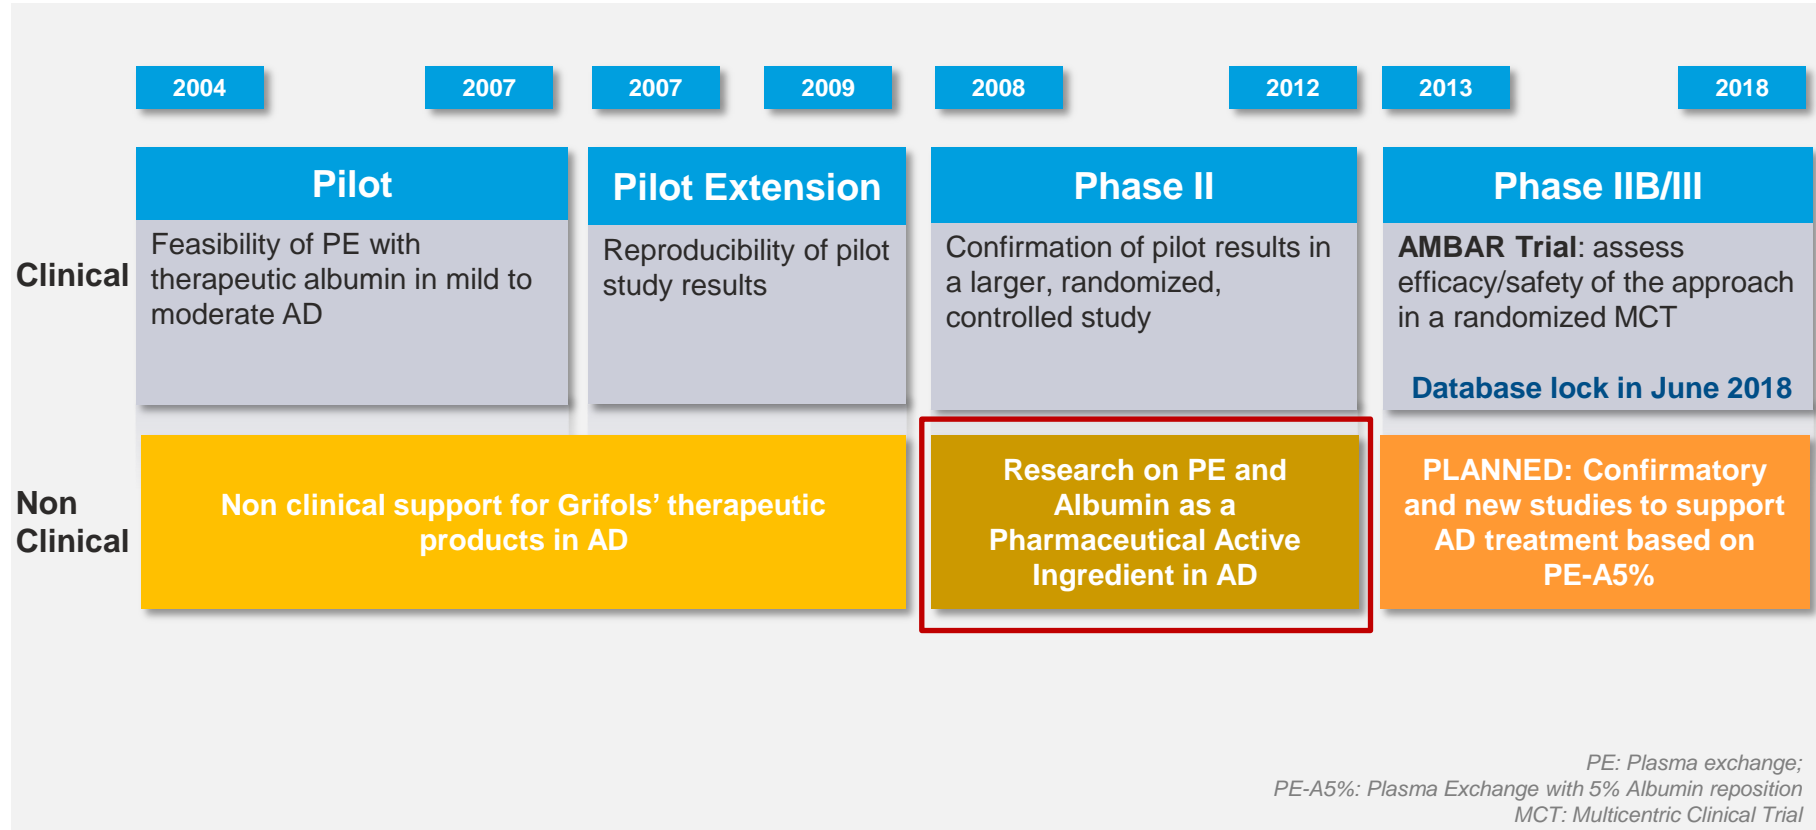 2004
2007
2007
2009
2008
2012
2013
2018
Pilot
Pilot Extension
Phase II
Phase IIB/III
Clinical
Feasibility of PE with
therapeutic albumin in mild to
moderate AD
Reproducibility of pilot
study results
Confirmation of pilot results in
a larger, randomized,
controlled study
AMBAR Trial: assess
efficacy/safety of the approach
in a randomized MCT
Database lock in June 2018
Non
Clinical
Non clinical support for Grifols’ therapeutic
products in AD
Research on PE and
Albumin as a
Pharmaceutical Active
Ingredient in AD
PLANNED: Confirmatory
and new studies to support
AD treatment based on
PE-A5%
PE: Plasma exchange;
PE-A5%: Plasma Exchange with 5% Albumin reposition
MCT: Multicentric Clinical Trial